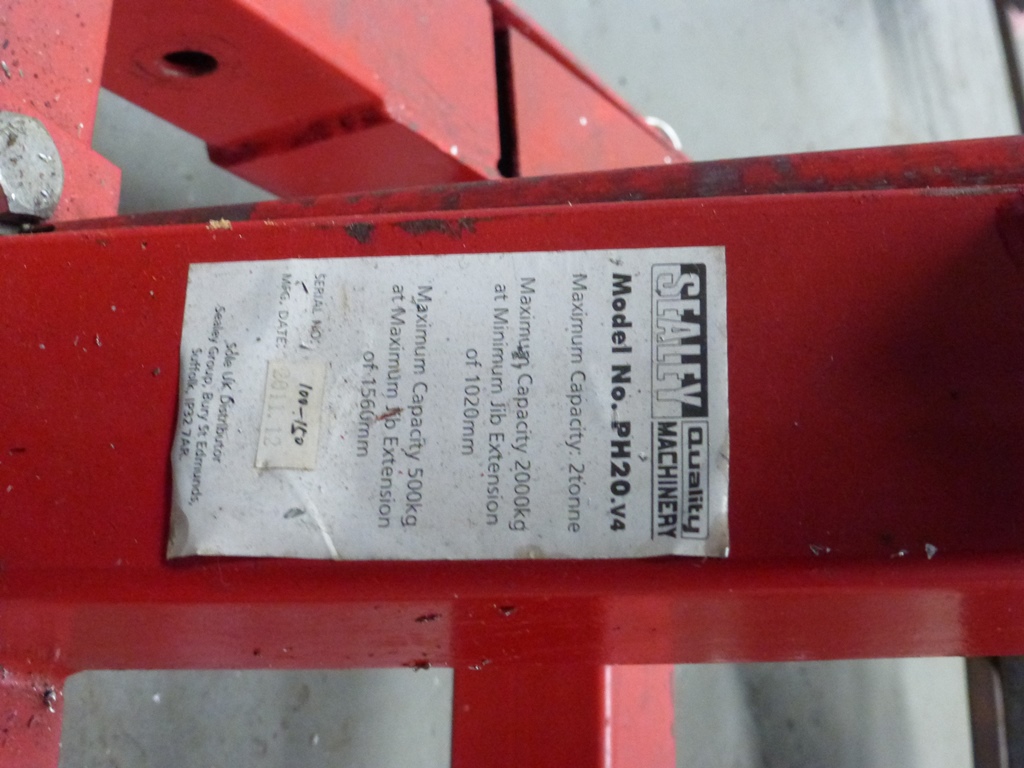 SEALEY Quality MACHINERY
Model No. PH20.V4
Maximum Capacity: 2tonne
Maximum Capacity 2000kg
at Minimum Jib Extension
of 1020mm
Maximum Capacity 500kg
at Maximum Jib Extension
of 1560mm
SERIAL NO: 100-150
MFG. DATE: 2011.12
Sole UK Distributor
Sealey Group, Bury St Edmunds,
Suffolk, IP32 7AR.